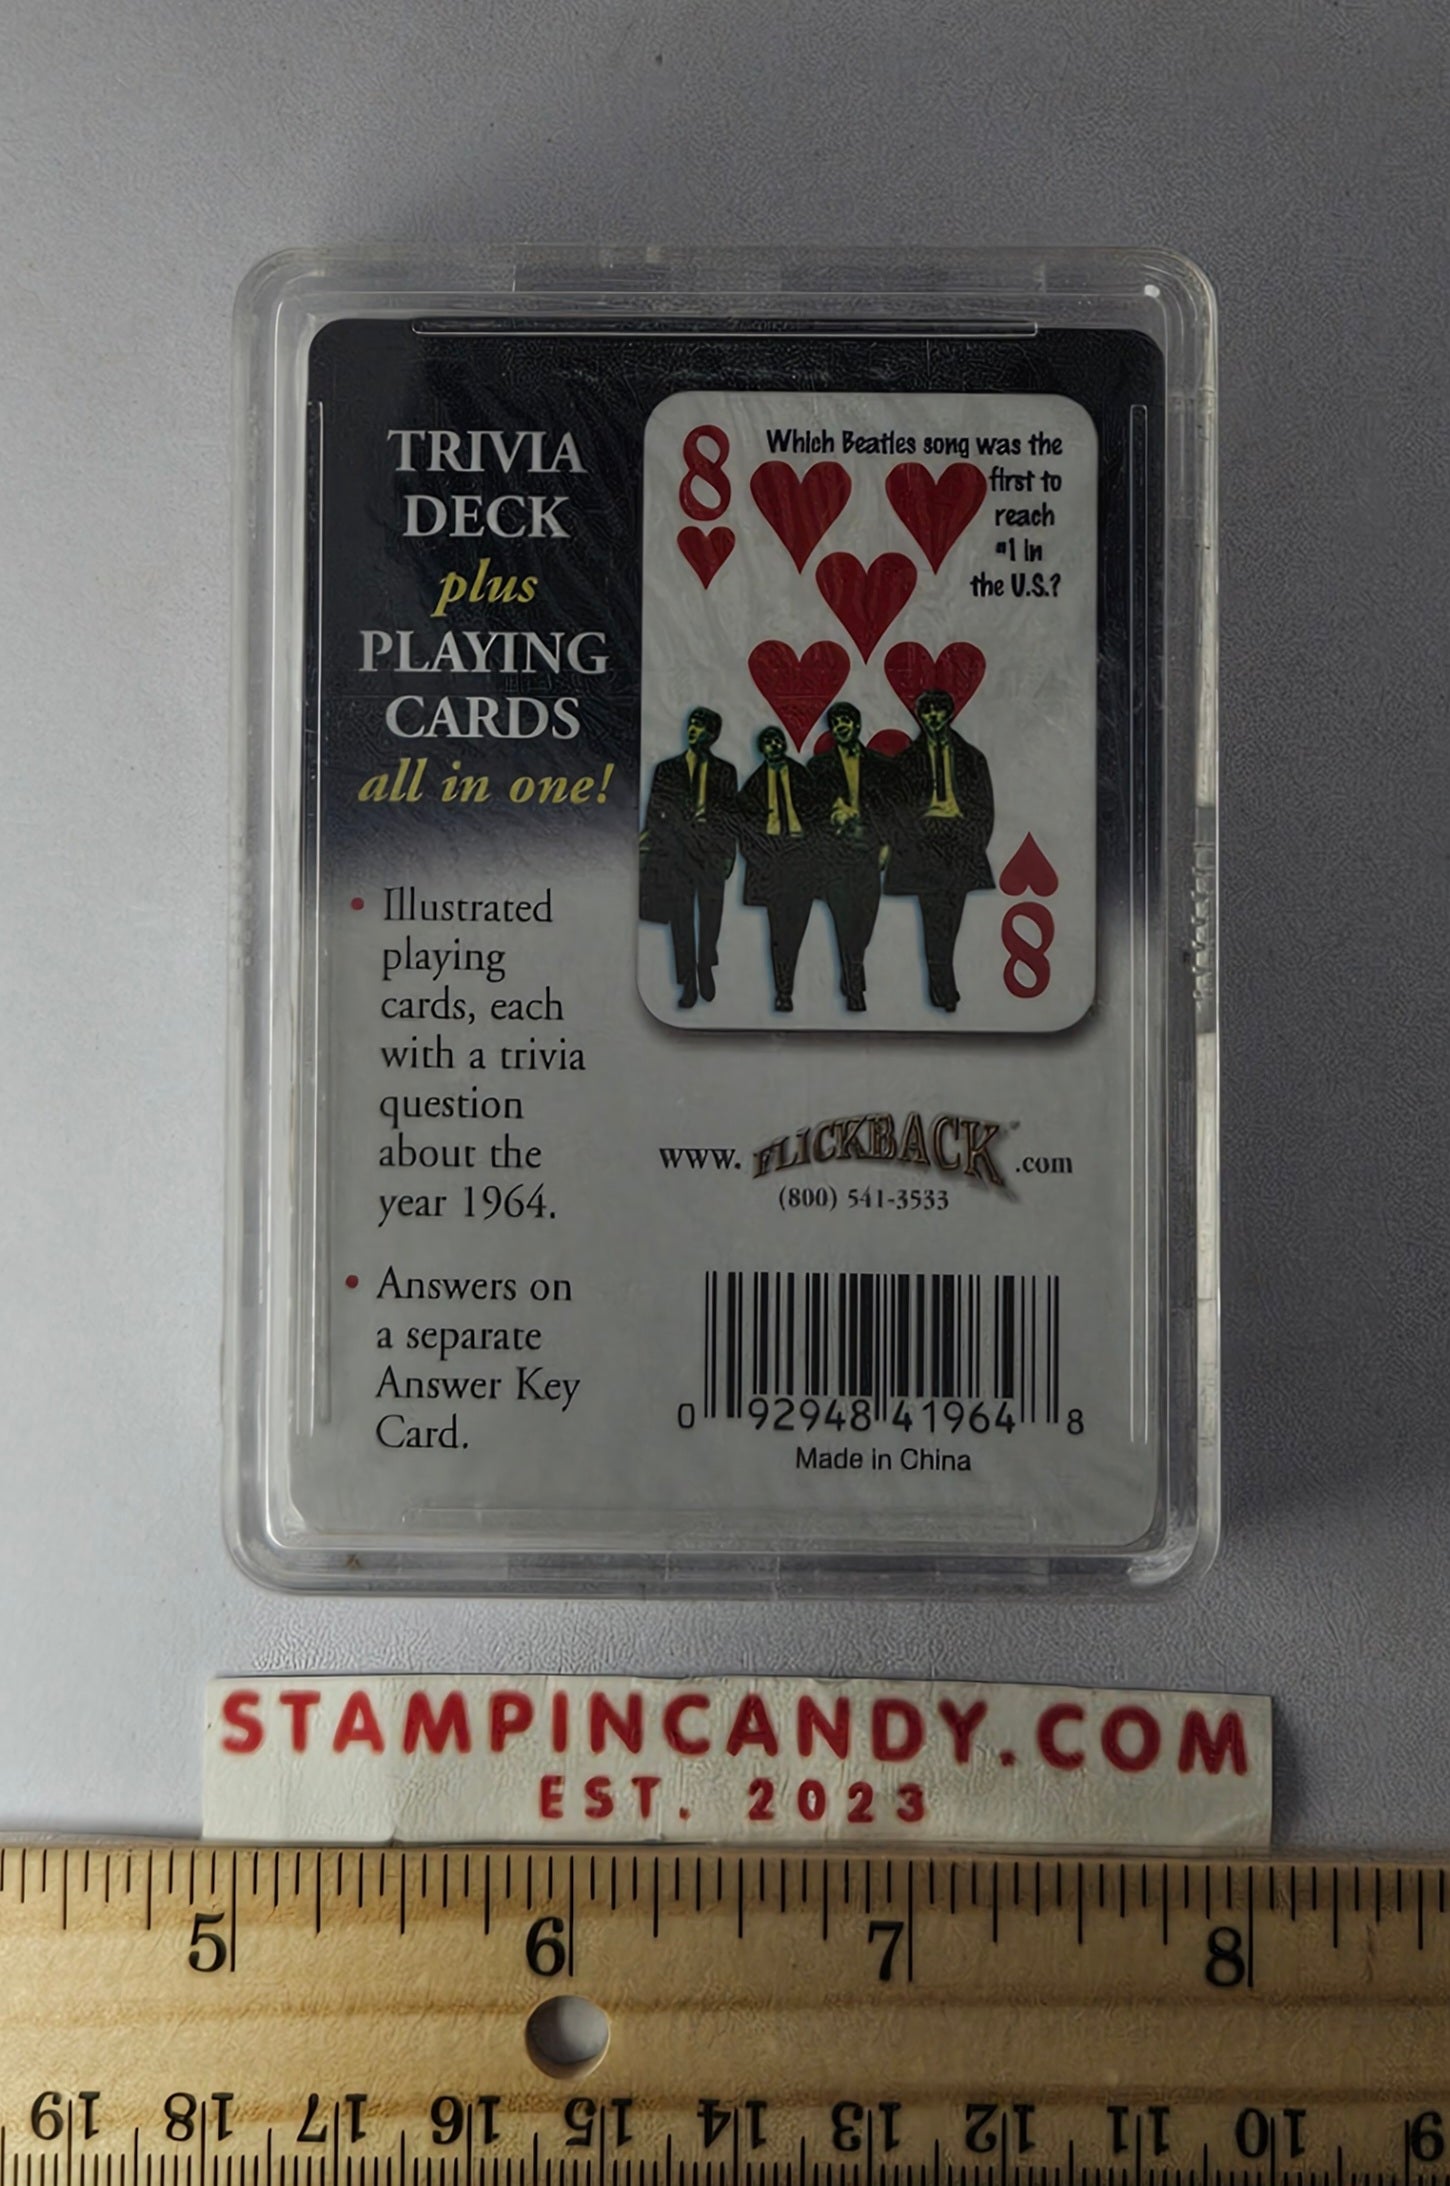 TRIVIA
DECK
plus
PLAYING
CARDS
all in one!
• Illustrated
playing
cards, each
with a trivia
question
about the
year 1964.
• Answers on
a separate
Answer Key
Card.
8
Which Beatles song was the
first to
reach
#1 in
the U.S.?
8
www.FLICKBACK.com
(800) 541-3533
0 92948 41964 8
Made in China
STAMPINCANDY.COM
EST. 2023
5 6 7 8
19 18 17 16 15 14 13 12 11 10 9